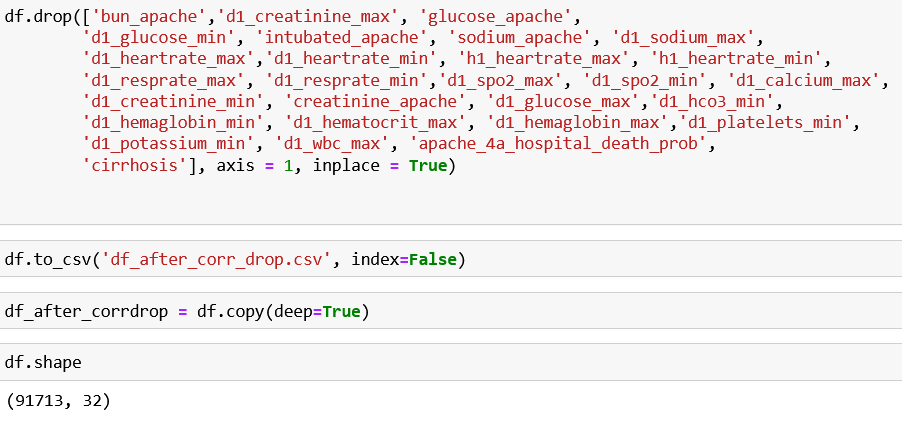 df.drop(['bun_apache','d1_creatinine_max', 'glucose_apache',
'd1_glucose_min', 'intubated_apache', 'sodium_apache', 'd1_sodium_max',
'd1_heartrate_max','d1_heartrate_min', 'h1_heartrate_max', 'h1_heartrate_min',
'd1_resprate_max', 'd1_resprate_min','d1_spo2_max', 'd1_spo2_min', 'd1_calcium_max',
'd1_creatinine_min', 'creatinine_apache', 'd1_glucose_max','d1_hco3_min',
'd1_hemaglobin_min', 'd1_hematocrit_max', 'd1_hemaglobin_max','d1_platelets_min',
'd1_potassium_min', 'd1_wbc_max', 'apache_4a_hospital_death_prob',
'cirrhosis'], axis = 1, inplace = True)
df.to_csv('df_after_corr_drop.csv', index=False)
df_after_corrdrop = df.copy(deep=True)
df.shape
(91713, 32)